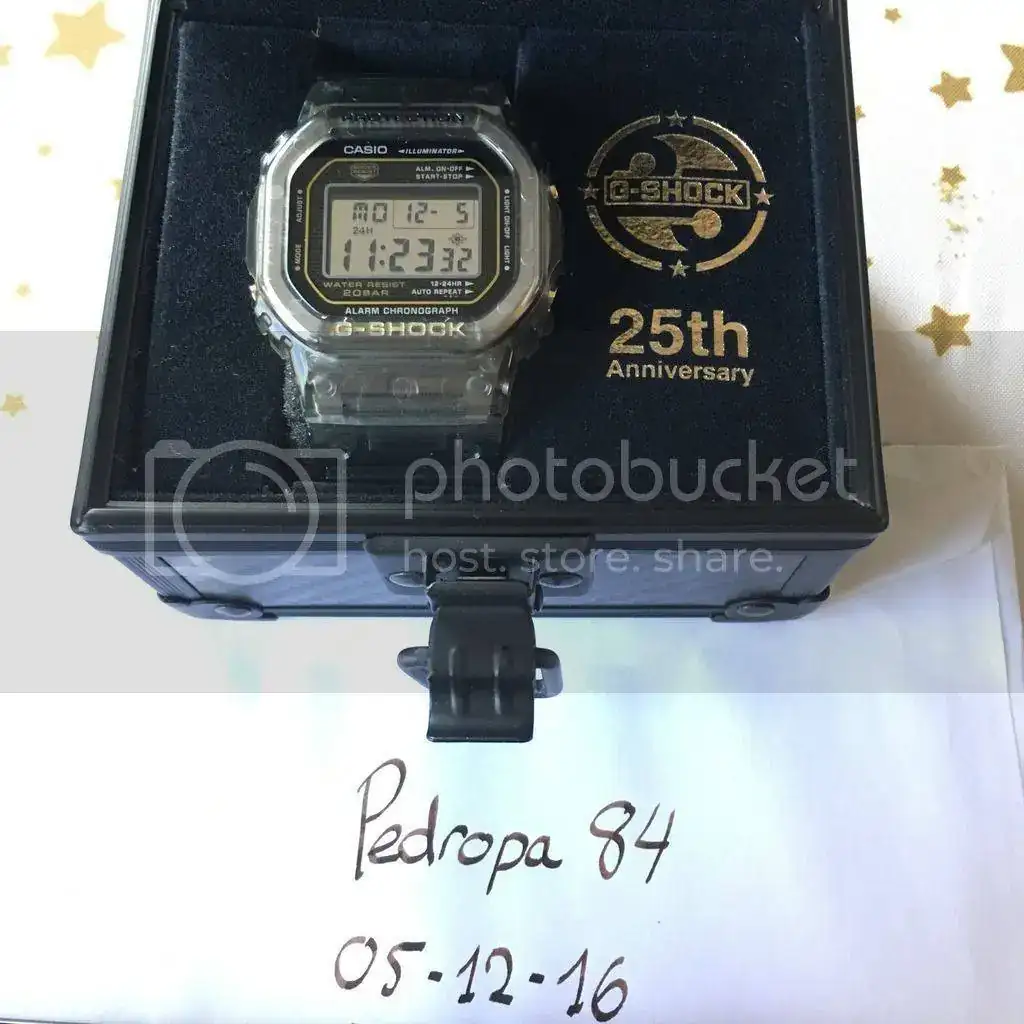 PROTECTION
CASIO ILLUMINATOR
ALM. ON-OFF
START-STOP
ADJUST
MODE
LIGHT ON-OFF
LIGHT
MO 12- 5
24H
11:23 32
WATER RESIST
20BAR
12-24HR
AUTO REPEAT
ALARM CHRONOGRAPH
G-SHOCK
G-SHOCK
25th
Anniversary
photobucket
host. store. share.
Pedropa 84
05-12-16